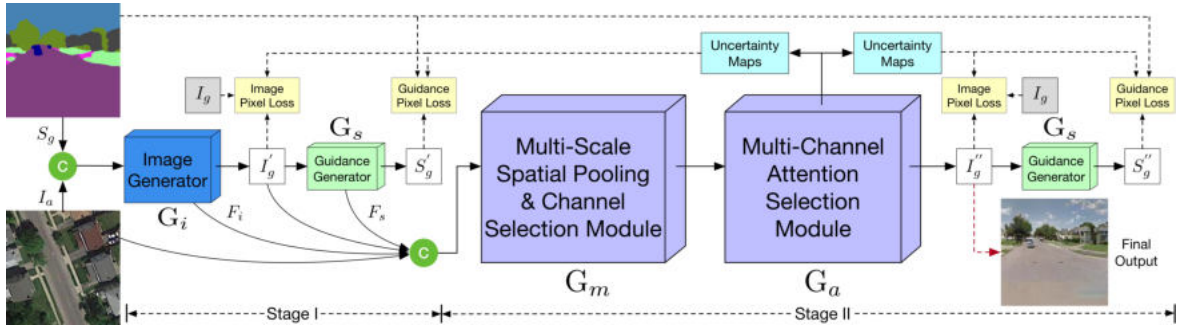 Uncertainty
Maps
Uncertainty
Maps
I_g
Image
Pixel Loss
Guidance
Pixel Loss
Image
Pixel Loss
I_g
Guidance
Pixel Loss
S_g
C
I_a
Image
Generator
G_i
I'_g
G_s
Guidance
Generator
S'_g
F_i
F_s
C
Multi-Scale
Spatial Pooling
& Channel
Selection Module
G_m
Multi-Channel
Attention
Selection
Module
G_a
I''_g
G_s
Guidance
Generator
S''_g
Final
Output
Stage I
Stage II